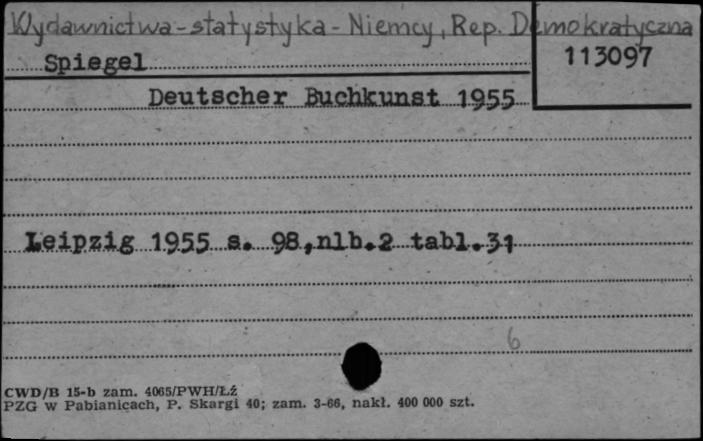 Wydawnictwa-statystyka-Niemcy, Rep. Demokratyczna
113097
Spiegel
Deutscher Buchkunst 1955
Leipzig 1955 s. 98,nlb.2 tabl.31
6
CWD/B 15-b zam. 4065/PWH/Łź
PZG w Pabianicach, P. Skargi 40; zam. 3-66, nakł. 400 000 szt.